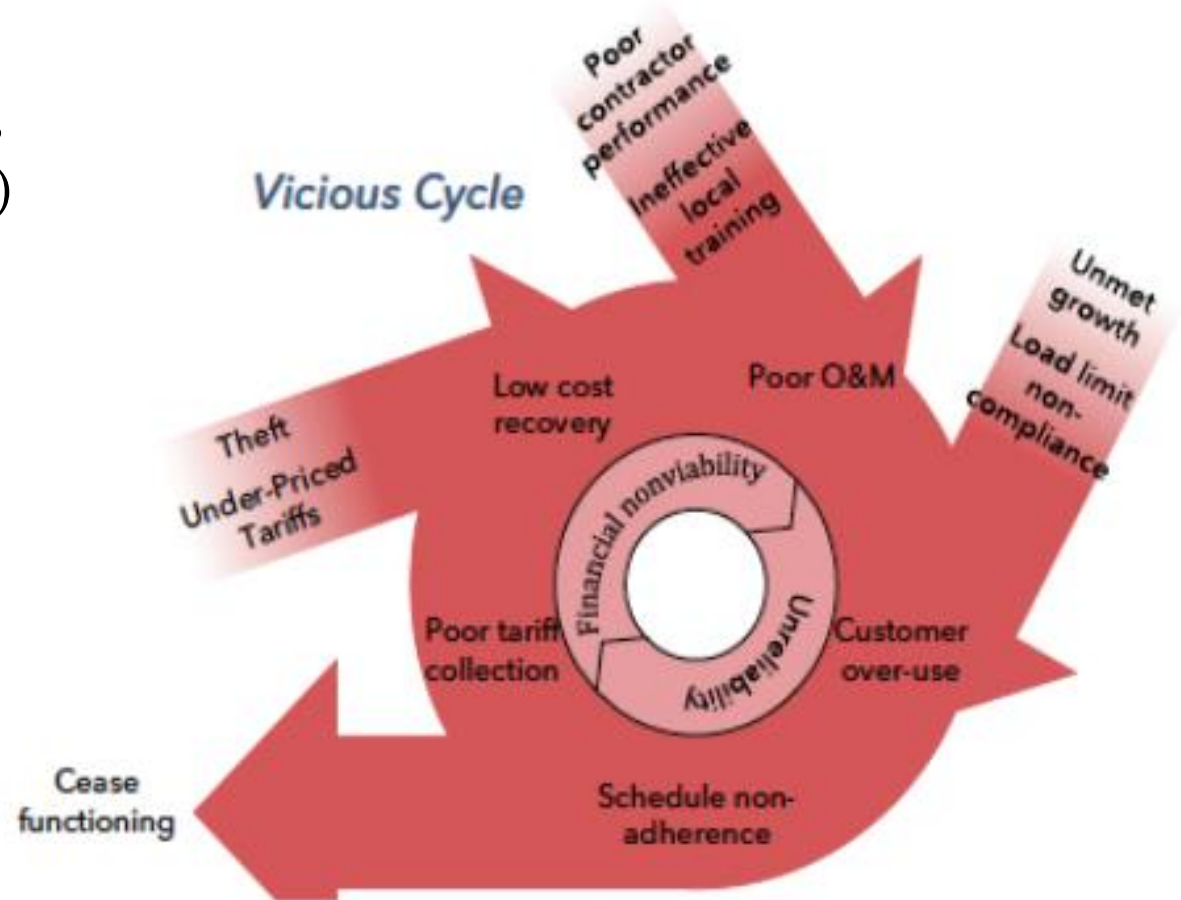 )
Vicious Cycle
Poor
contractor
performance
Ineffective
local
training
Unmet
growth
Load limit
non-
compliance
Theft
Under-Priced
Tariffs
Low cost
recovery
Poor O&M
Financial nonviability
Unreliability
Poor tariff
collection
Customer
over-use
Schedule non-
adherence
Cease
functioning